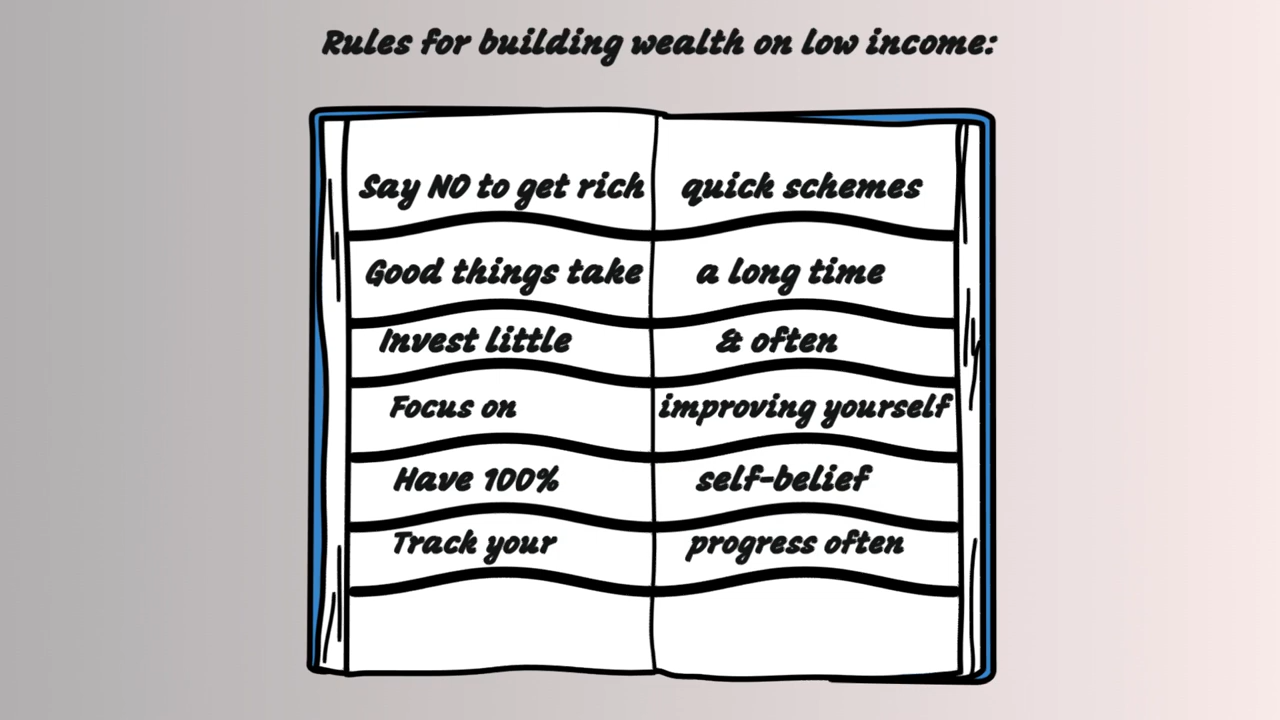 Rules for building wealth on low income:
Say NO to get rich quick schemes
Good things take a long time
Invest little & often
Focus on improving yourself
Have 100% self-belief
Track your progress often